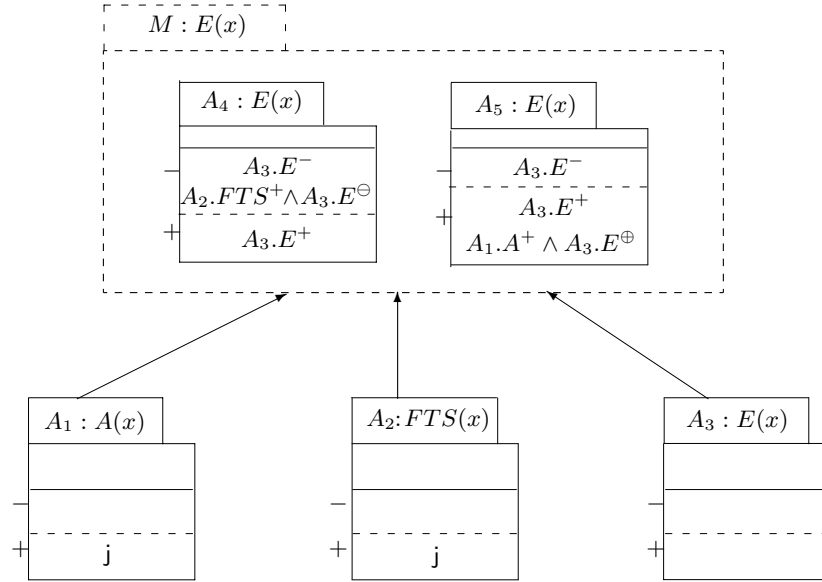 M : E(x)
A₄ : E(x)
A₅ : E(x)
−
A₃.E⁻
A₂.FTS⁺∧A₃.E^⊖
+
A₃.E⁺
−
A₃.E⁻
+
A₃.E⁺
A₁.A⁺ ∧ A₃.E^⊕
A₁ : A(x)
A₂:FTS(x)
A₃ : E(x)
−
+
j
−
+
j
−
+